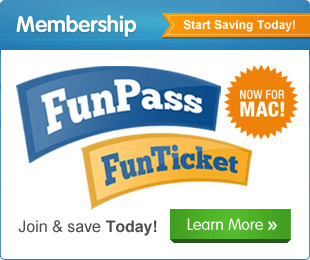 Membership
Start Saving Today!
FunPass
NOW FOR
MAC!
FunTicket
Join & save Today!
Learn More »